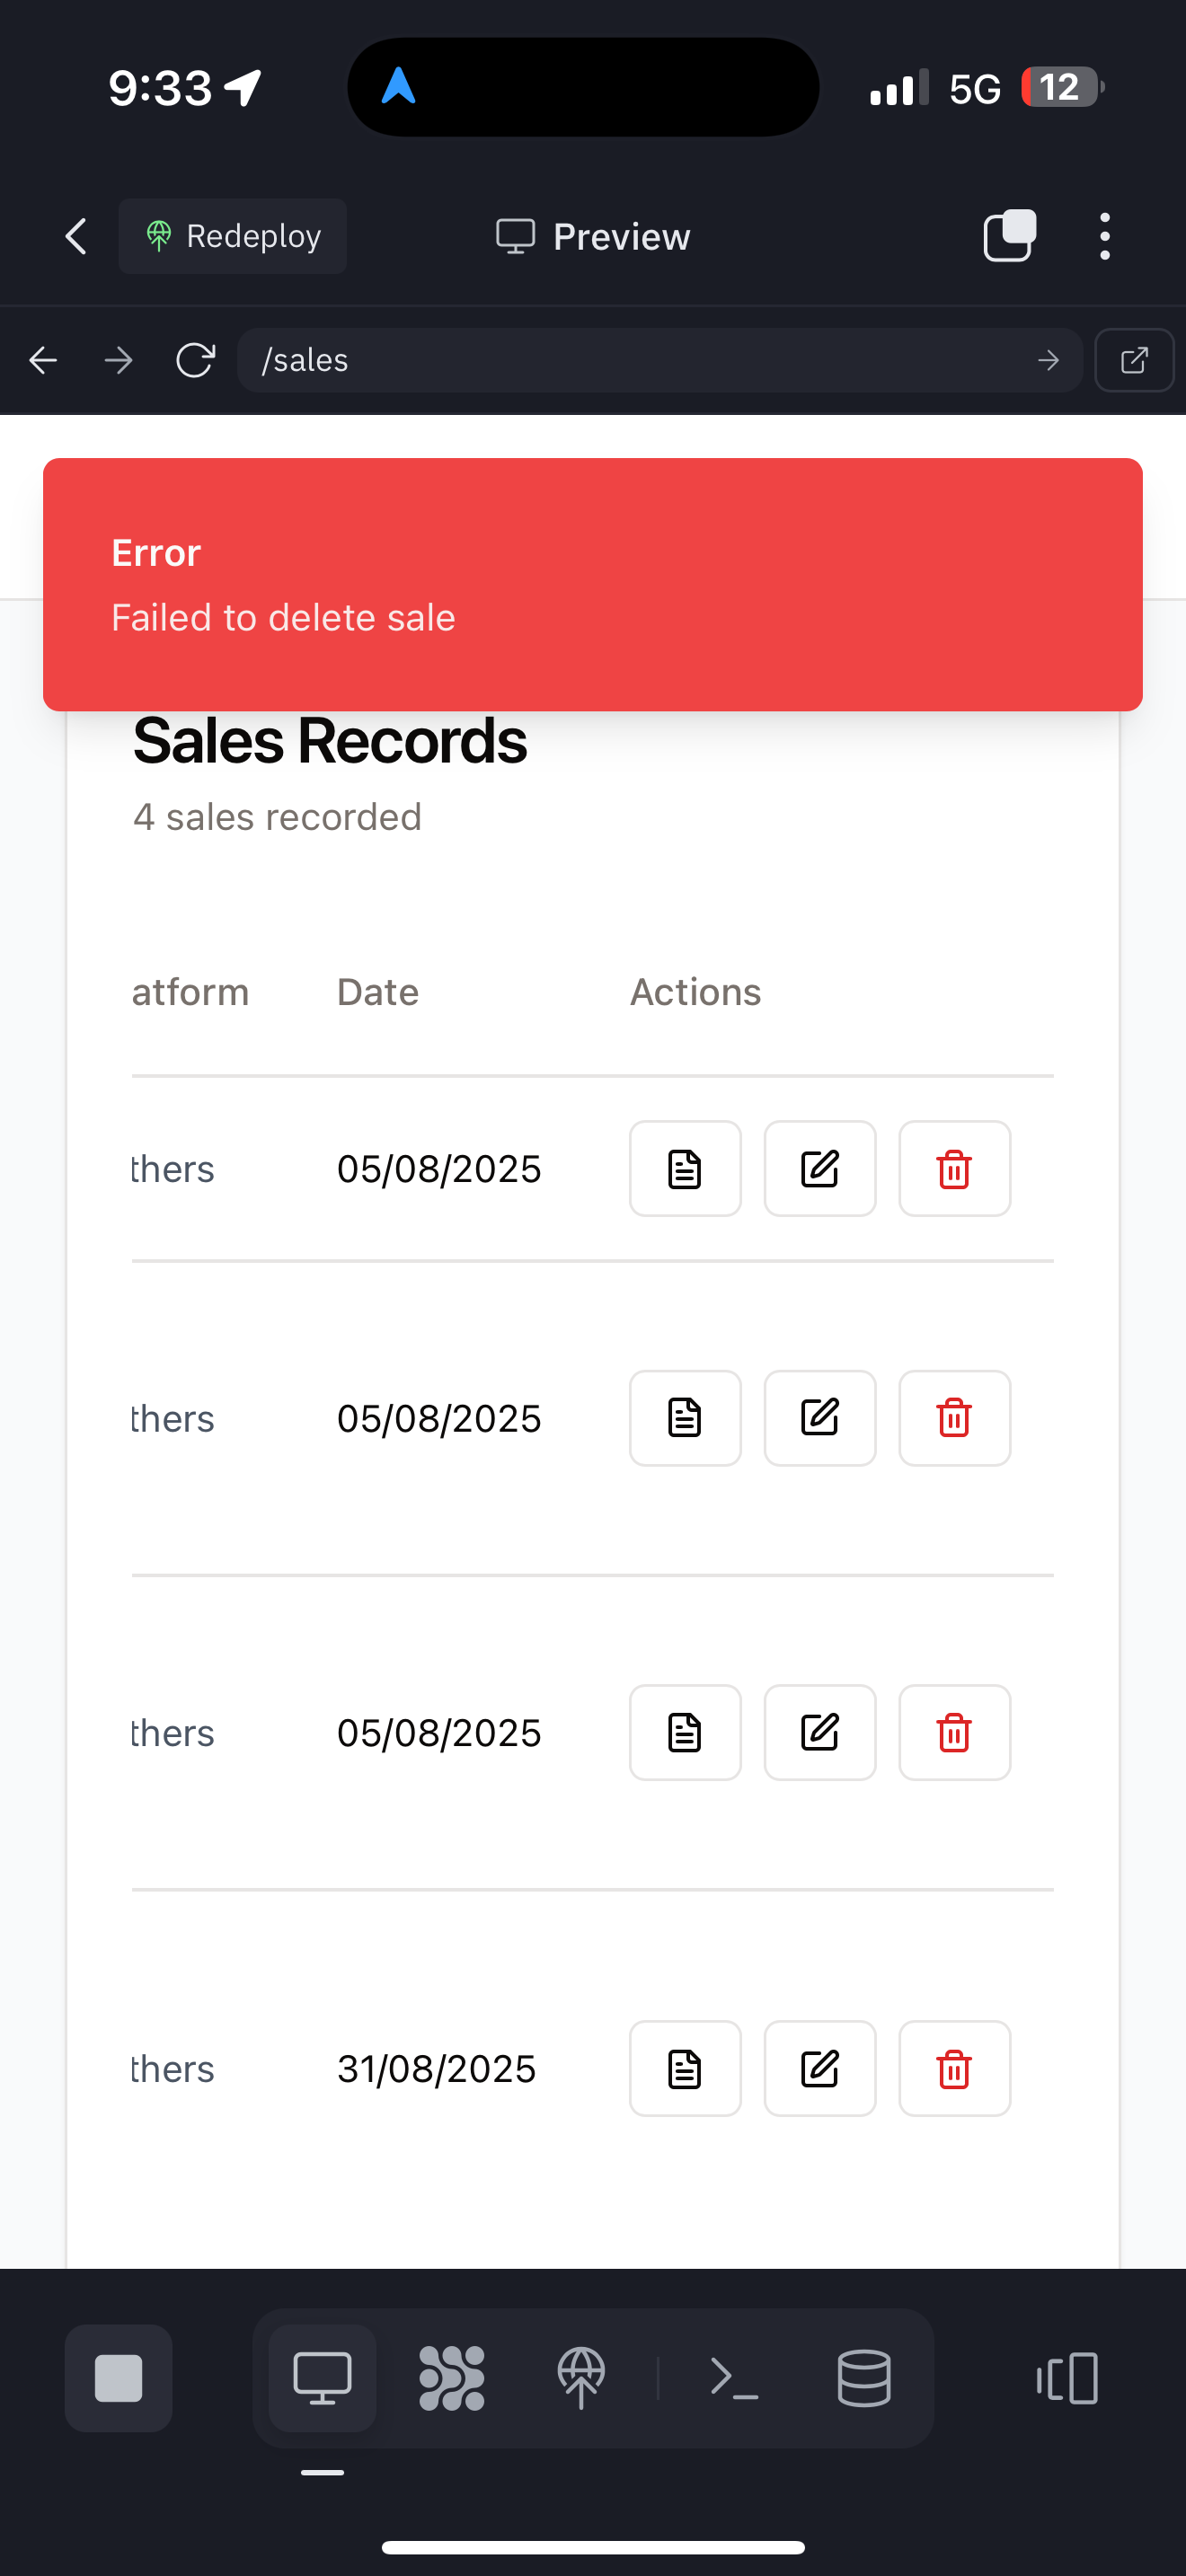 9:33
5G
12
Redeploy
Preview
/sales
Error
Failed to delete sale
Sales Records
4 sales recorded
atform Date Actions
thers 05/08/2025
thers 05/08/2025
thers 05/08/2025
thers 31/08/2025